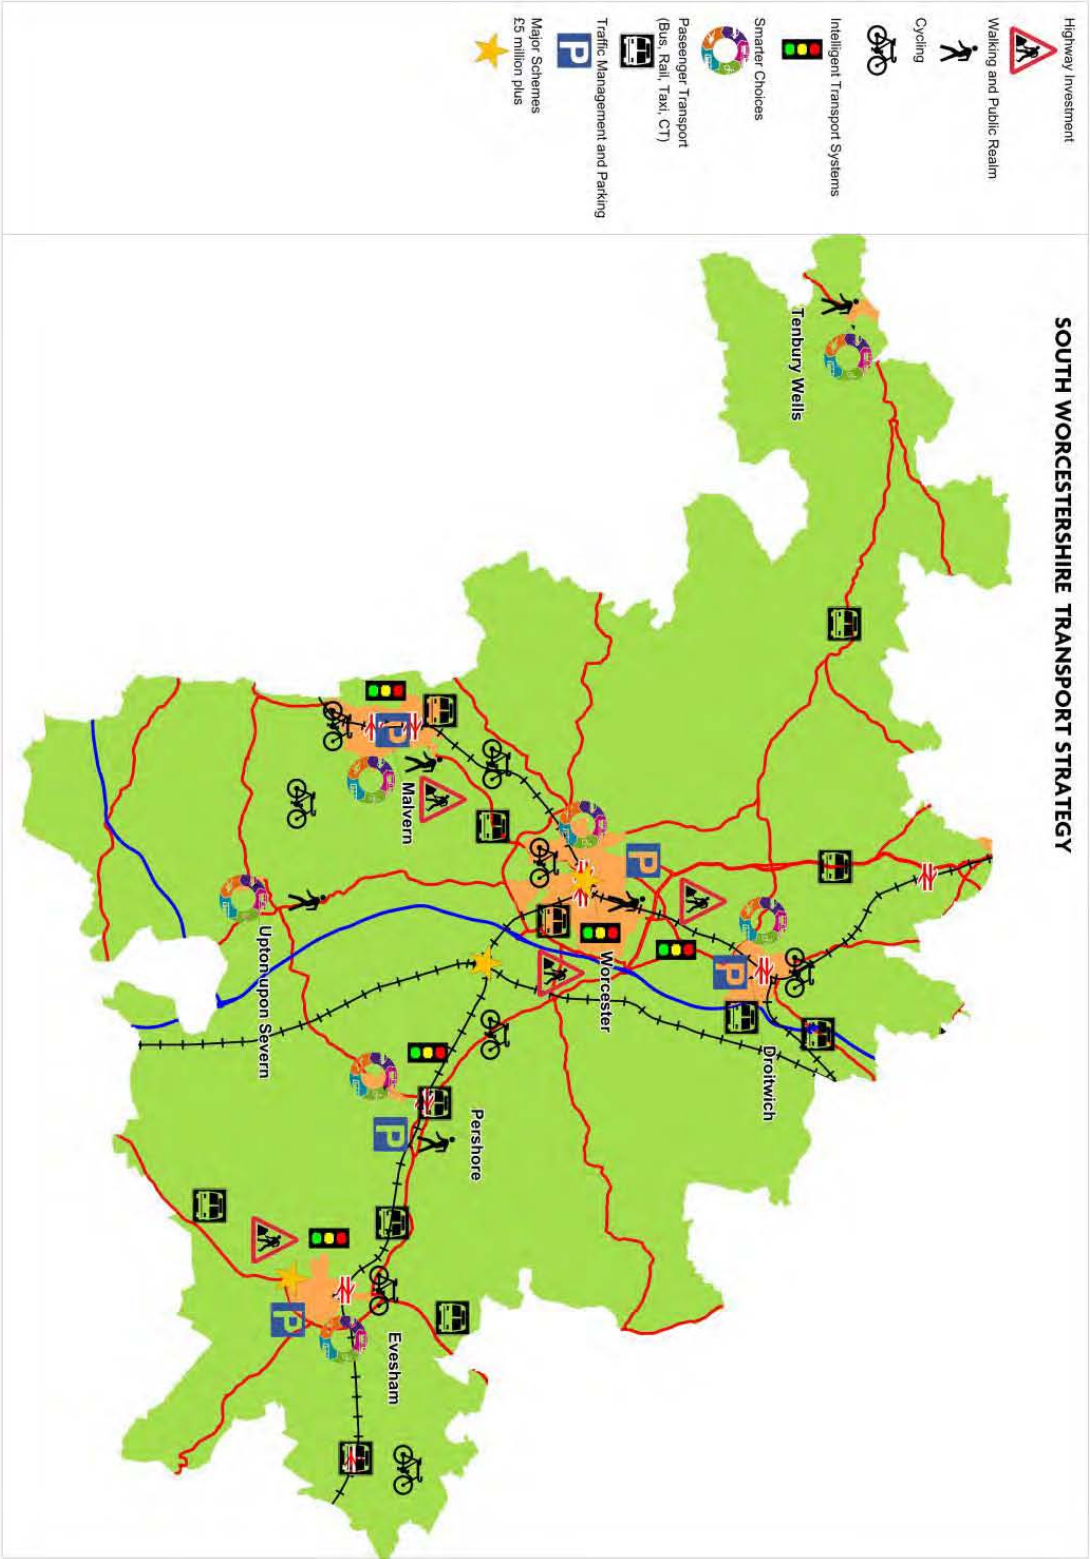 SOUTH WORCESTERSHIRE TRANSPORT STRATEGY
Highway Investment
Walking and Public Realm
Cycling
Intelligent Transport Systems
Smarter Choices
Paseenger Transport
(Bus, Rail, Taxi, CT)
P
Traffic Management and Parking
Major Schemes
£5 million plus
Tenbury Wells
P
Malvern
P
Worcester
P
Droitwich
Upton upon Severn
P
Pershore
P
Evesham